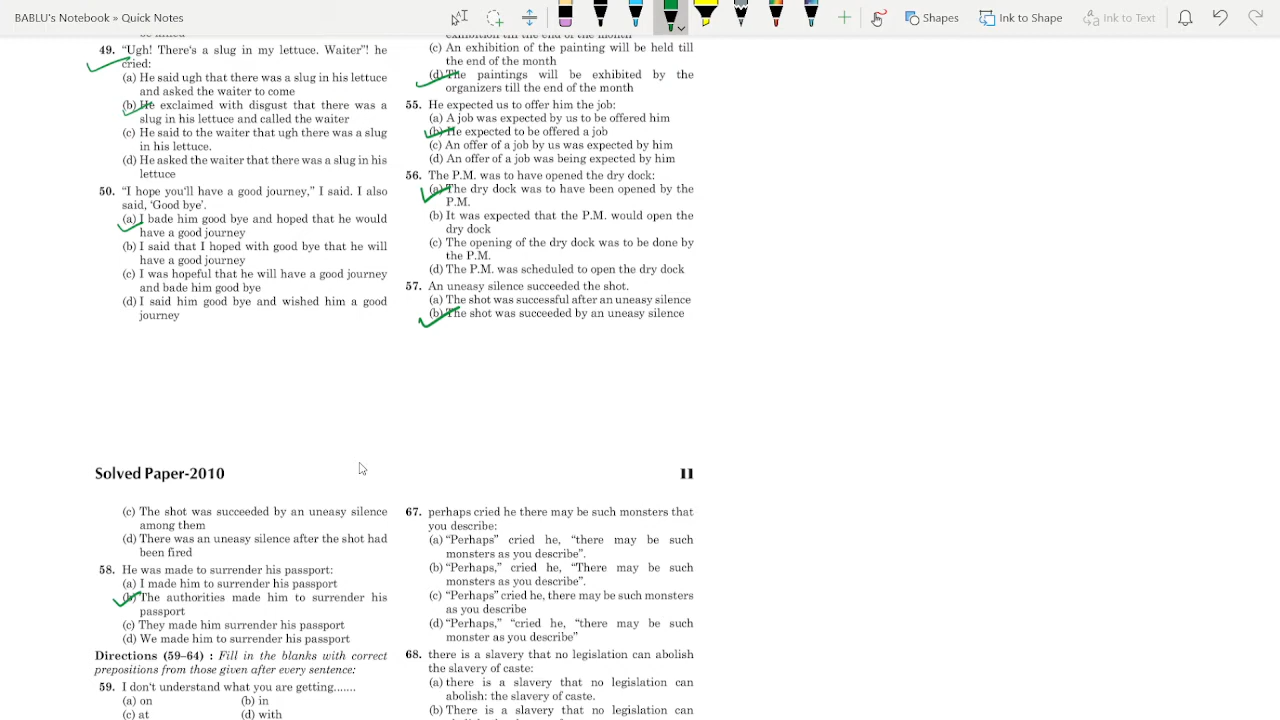 BABLU's Notebook » Quick Notes
Shapes
Ink to Shape
Ink to Text
49. "Ugh! There's a slug in my lettuce. Waiter"! he
cried:
(a) He said ugh that there was a slug in his lettuce
and asked the waiter to come
(b) He exclaimed with disgust that there was a
slug in his lettuce and called the waiter
(c) He said to the waiter that ugh there was a slug
in his lettuce.
(d) He asked the waiter that there was a slug in his
lettuce
50. "I hope you'll have a good journey," I said. I also
said, 'Good bye'.
(a) I bade him good bye and hoped that he would
have a good journey
(b) I said that I hoped with good bye that he will
have a good journey
(c) I was hopeful that he will have a good journey
and bade him good bye
(d) I said him good bye and wished him a good
journey
exhibition till the end of the month
(c) An exhibition of the painting will be held till
the end of the month
(d) The paintings will be exhibited by the
organizers till the end of the month
55. He expected us to offer him the job:
(a) A job was expected by us to be offered him
(b) He expected to be offered a job
(c) An offer of a job by us was expected by him
(d) An offer of a job was being expected by him
56. The P.M. was to have opened the dry dock:
(a) The dry dock was to have been opened by the
P.M.
(b) It was expected that the P.M. would open the
dry dock
(c) The opening of the dry dock was to be done by
the P.M.
(d) The P.M. was scheduled to open the dry dock
57. An uneasy silence succeeded the shot.
(a) The shot was successful after an uneasy silence
(b) The shot was succeeded by an uneasy silence
Solved Paper-2010
11
(c) The shot was succeeded by an uneasy silence
among them
(d) There was an uneasy silence after the shot had
been fired
58. He was made to surrender his passport:
(a) I made him to surrender his passport
(b) The authorities made him to surrender his
passport
(c) They made him surrender his passport
(d) We made him to surrender his passport
Directions (59–64) : Fill in the blanks with correct
prepositions from those given after every sentence:
59. I don't understand what you are getting.......
(a) on (b) in
(c) at (d) with
67. perhaps cried he there may be such monsters that
you describe:
(a) "Perhaps" cried he, "there may be such
monsters as you describe".
(b) "Perhaps," cried he, "There may be such
monsters as you describe".
(c) "Perhaps" cried he, there may be such monsters
as you describe
(d) "Perhaps," "cried he, "there may be such
monster as you describe"
68. there is a slavery that no legislation can abolish
the slavery of caste:
(a) there is a slavery that no legislation can
abolish: the slavery of caste.
(b) There is a slavery that no legislation can